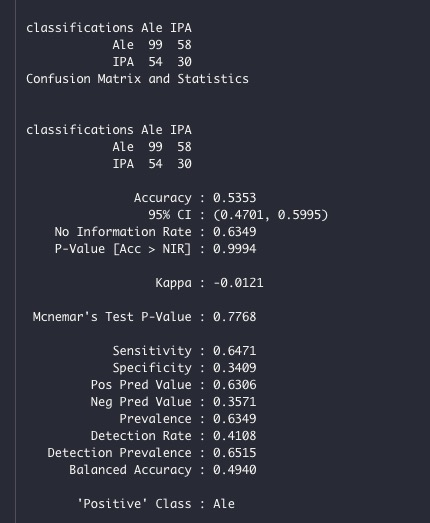 classifications Ale IPA
Ale 99 58
IPA 54 30
Confusion Matrix and Statistics
classifications Ale IPA
Ale 99 58
IPA 54 30
Accuracy : 0.5353
95% CI : (0.4701, 0.5995)
No Information Rate : 0.6349
P-Value [Acc > NIR] : 0.9994
Kappa : -0.0121
Mcnemar's Test P-Value : 0.7768
Sensitivity : 0.6471
Specificity : 0.3409
Pos Pred Value : 0.6306
Neg Pred Value : 0.3571
Prevalence : 0.6349
Detection Rate : 0.4108
Detection Prevalence : 0.6515
Balanced Accuracy : 0.4940
'Positive' Class : Ale